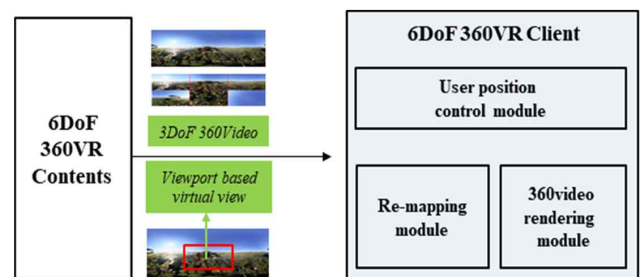 6DoF
360VR
Contents
3DoF 360Video
Viewport based
virtual view
6DoF 360VR Client
User position
control module
Re-mapping
module
360video
rendering
module